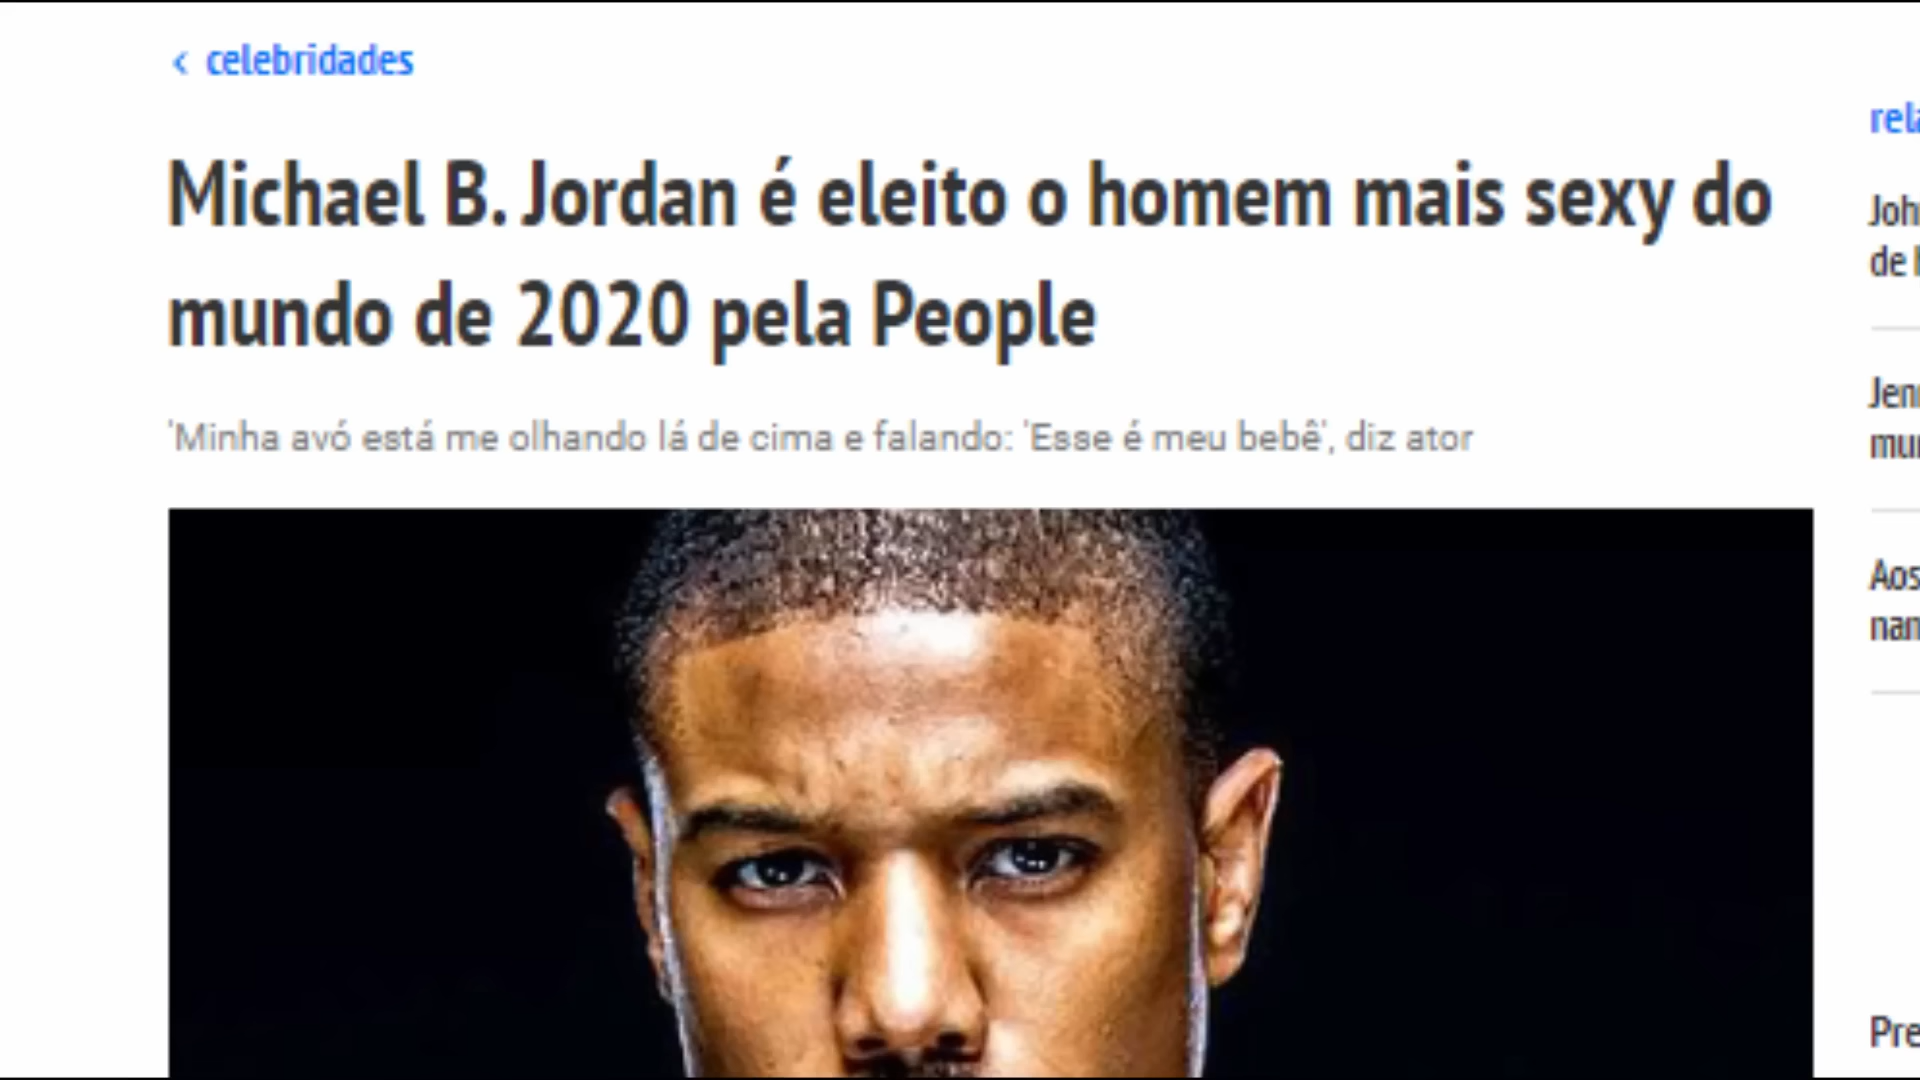 ‹ celebridades
Michael B. Jordan é eleito o homem mais sexy do
mundo de 2020 pela People
'Minha avó está me olhando lá de cima e falando: 'Esse é meu bebê', diz ator
de